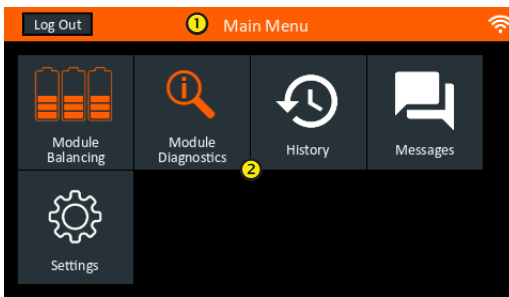 Log Out
1
Main Menu
Module
Balancing
Module
Diagnostics
History
Messages
2
Settings